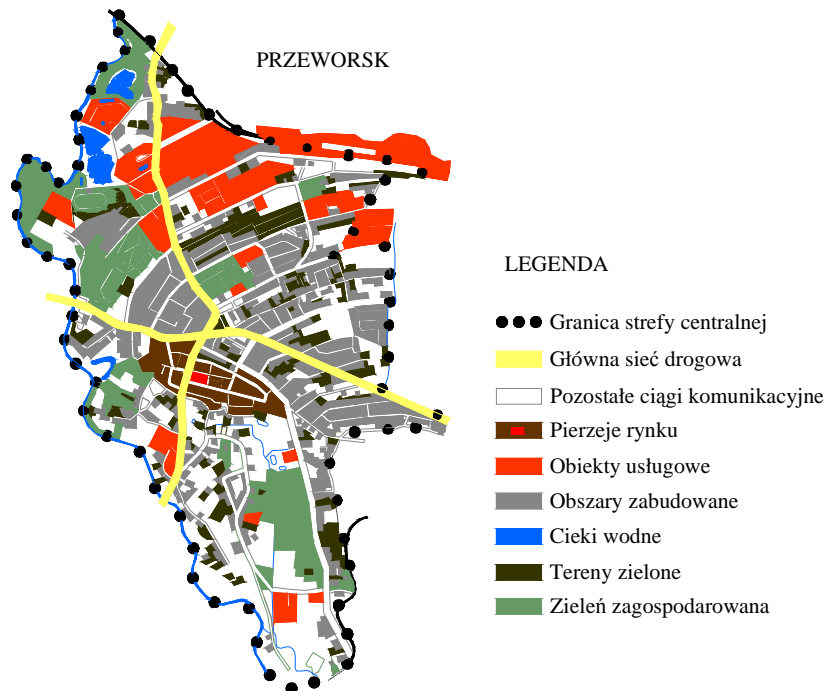 PRZEWORSK
LEGENDA
Granica strefy centralnej
Główna sieć drogowa
Pozostałe ciągi komunikacyjne
Pierzeje rynku
Obiekty usługowe
Obszary zabudowane
Cieki wodne
Tereny zielone
Zieleń zagospodarowana